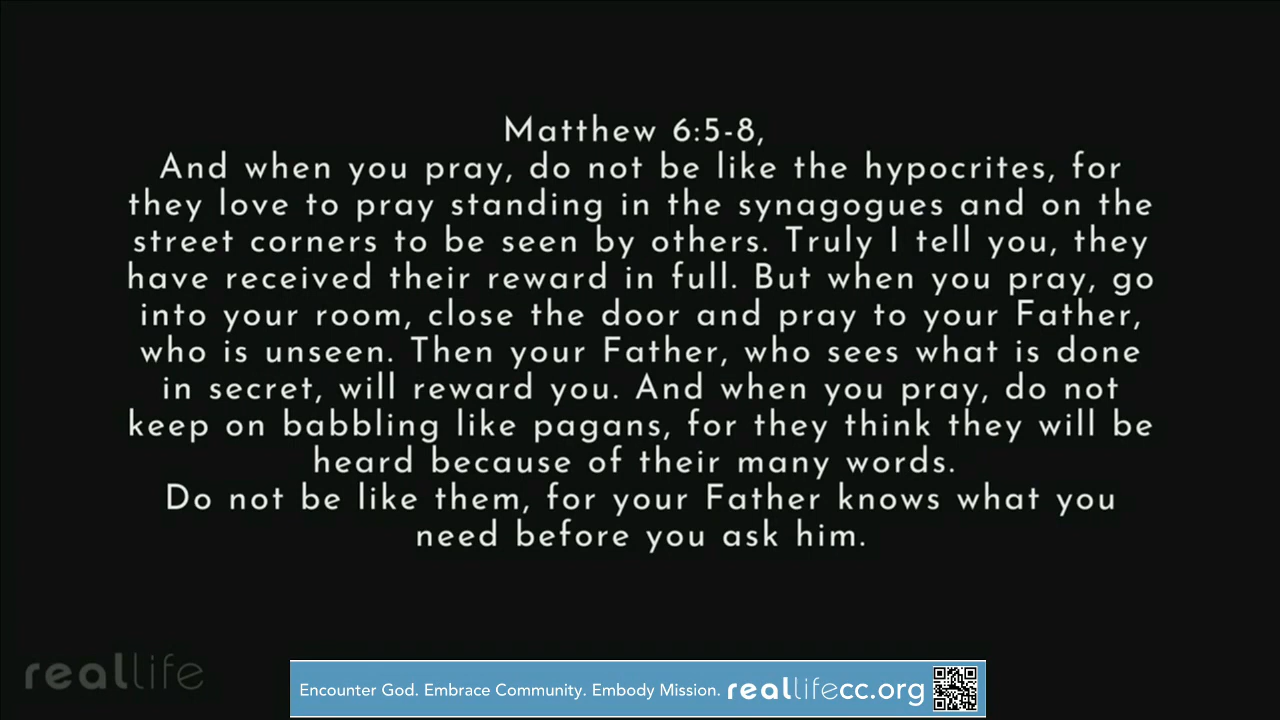 Matthew 6:5-8,
And when you pray, do not be like the hypocrites, for
they love to pray standing in the synagogues and on the
street corners to be seen by others. Truly I tell you, they
have received their reward in full. But when you pray, go
into your room, close the door and pray to your Father,
who is unseen. Then your Father, who sees what is done
in secret, will reward you. And when you pray, do not
keep on babbling like pagans, for they think they will be
heard because of their many words.
Do not be like them, for your Father knows what you
need before you ask him.
reallife
Encounter God. Embrace Community. Embody Mission. reallifecc.org